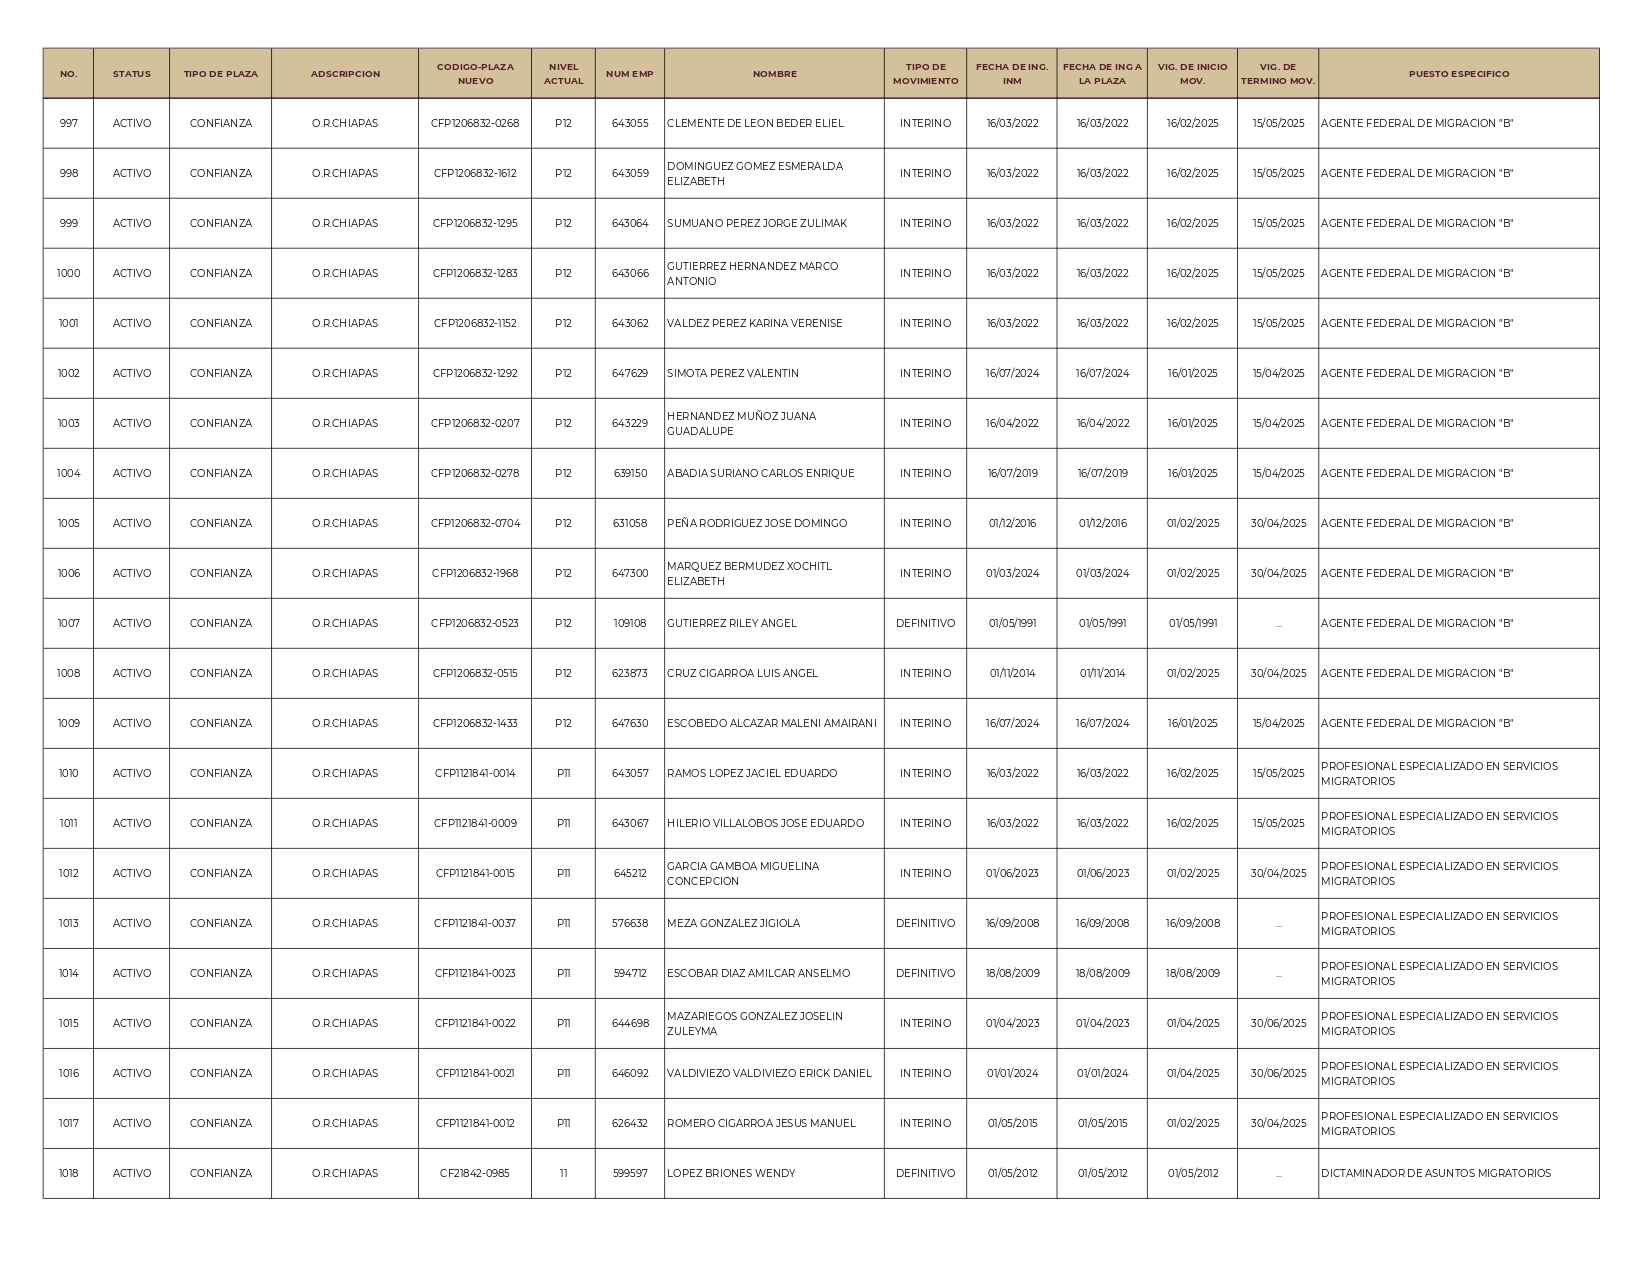 NO. STATUS TIPO DE PLAZA ADSCRIPCION CODIGO-PLAZA NUEVO NIVEL ACTUAL NUM EMP NOMBRE TIPO DE MOVIMIENTO FECHA DE ING. INM FECHA DE ING A LA PLAZA VIG. DE INICIO MOV. VIG. DE TERMINO MOV. PUESTO ESPECIFICO
997 ACTIVO CONFIANZA O.R.CHIAPAS CFP1206832-0268 P12 643055 CLEMENTE DE LEON BEDER ELIEL INTERINO 16/03/2022 16/03/2022 16/02/2025 15/05/2025 AGENTE FEDERAL DE MIGRACION "B"
998 ACTIVO CONFIANZA O.R.CHIAPAS CFP1206832-1612 P12 643059 DOMINGUEZ GOMEZ ESMERALDA ELIZABETH INTERINO 16/03/2022 16/03/2022 16/02/2025 15/05/2025 AGENTE FEDERAL DE MIGRACION "B"
999 ACTIVO CONFIANZA O.R.CHIAPAS CFP1206832-1295 P12 643064 SUMUANO PEREZ JORGE ZULIMAK INTERINO 16/03/2022 16/03/2022 16/02/2025 15/05/2025 AGENTE FEDERAL DE MIGRACION "B"
1000 ACTIVO CONFIANZA O.R.CHIAPAS CFP1206832-1283 P12 643066 GUTIERREZ HERNANDEZ MARCO ANTONIO INTERINO 16/03/2022 16/03/2022 16/02/2025 15/05/2025 AGENTE FEDERAL DE MIGRACION "B"
1001 ACTIVO CONFIANZA O.R.CHIAPAS CFP1206832-1152 P12 643062 VALDEZ PEREZ KARINA VERENISE INTERINO 16/03/2022 16/03/2022 16/02/2025 15/05/2025 AGENTE FEDERAL DE MIGRACION "B"
1002 ACTIVO CONFIANZA O.R.CHIAPAS CFP1206832-1292 P12 647629 SIMOTA PEREZ VALENTIN INTERINO 16/07/2024 16/07/2024 16/01/2025 15/04/2025 AGENTE FEDERAL DE MIGRACION "B"
1003 ACTIVO CONFIANZA O.R.CHIAPAS CFP1206832-0207 P12 643229 HERNANDEZ MUÑOZ JUANA GUADALUPE INTERINO 16/04/2022 16/04/2022 16/01/2025 15/04/2025 AGENTE FEDERAL DE MIGRACION "B"
1004 ACTIVO CONFIANZA O.R.CHIAPAS CFP1206832-0278 P12 639150 ABADIA SURIANO CARLOS ENRIQUE INTERINO 16/07/2019 16/07/2019 16/01/2025 15/04/2025 AGENTE FEDERAL DE MIGRACION "B"
1005 ACTIVO CONFIANZA O.R.CHIAPAS CFP1206832-0704 P12 631058 PEÑA RODRIGUEZ JOSE DOMINGO INTERINO 01/12/2016 01/12/2016 01/02/2025 30/04/2025 AGENTE FEDERAL DE MIGRACION "B"
1006 ACTIVO CONFIANZA O.R.CHIAPAS CFP1206832-1968 P12 647300 MARQUEZ BERMUDEZ XOCHITL ELIZABETH INTERINO 01/03/2024 01/03/2024 01/02/2025 30/04/2025 AGENTE FEDERAL DE MIGRACION "B"
1007 ACTIVO CONFIANZA O.R.CHIAPAS CFP1206832-0523 P12 109108 GUTIERREZ RILEY ANGEL DEFINITIVO 01/05/1991 01/05/1991 01/05/1991 ... AGENTE FEDERAL DE MIGRACION "B"
1008 ACTIVO CONFIANZA O.R.CHIAPAS CFP1206832-0515 P12 623873 CRUZ CIGARROA LUIS ANGEL INTERINO 01/11/2014 01/11/2014 01/02/2025 30/04/2025 AGENTE FEDERAL DE MIGRACION "B"
1009 ACTIVO CONFIANZA O.R.CHIAPAS CFP1206832-1433 P12 647630 ESCOBEDO ALCAZAR MALENI AMAIRANI INTERINO 16/07/2024 16/07/2024 16/01/2025 15/04/2025 AGENTE FEDERAL DE MIGRACION "B"
1010 ACTIVO CONFIANZA O.R.CHIAPAS CFP1121841-0014 P11 643057 RAMOS LOPEZ JACIEL EDUARDO INTERINO 16/03/2022 16/03/2022 16/02/2025 15/05/2025 PROFESIONAL ESPECIALIZADO EN SERVICIOS MIGRATORIOS
1011 ACTIVO CONFIANZA O.R.CHIAPAS CFP1121841-0009 P11 643067 HILERIO VILLALOBOS JOSE EDUARDO INTERINO 16/03/2022 16/03/2022 16/02/2025 15/05/2025 PROFESIONAL ESPECIALIZADO EN SERVICIOS MIGRATORIOS
1012 ACTIVO CONFIANZA O.R.CHIAPAS CFP1121841-0015 P11 645212 GARCIA GAMBOA MIGUELINA CONCEPCION INTERINO 01/06/2023 01/06/2023 01/02/2025 30/04/2025 PROFESIONAL ESPECIALIZADO EN SERVICIOS MIGRATORIOS
1013 ACTIVO CONFIANZA O.R.CHIAPAS CFP1121841-0037 P11 576638 MEZA GONZALEZ JIGIOLA DEFINITIVO 16/09/2008 16/09/2008 16/09/2008 ... PROFESIONAL ESPECIALIZADO EN SERVICIOS MIGRATORIOS
1014 ACTIVO CONFIANZA O.R.CHIAPAS CFP1121841-0023 P11 594712 ESCOBAR DIAZ AMILCAR ANSELMO DEFINITIVO 18/08/2009 18/08/2009 18/08/2009 ... PROFESIONAL ESPECIALIZADO EN SERVICIOS MIGRATORIOS
1015 ACTIVO CONFIANZA O.R.CHIAPAS CFP1121841-0022 P11 644698 MAZARIEGOS GONZALEZ JOSELIN ZULEYMA INTERINO 01/04/2023 01/04/2023 01/04/2025 30/06/2025 PROFESIONAL ESPECIALIZADO EN SERVICIOS MIGRATORIOS
1016 ACTIVO CONFIANZA O.R.CHIAPAS CFP1121841-0021 P11 646092 VALDIVIEZO VALDIVIEZO ERICK DANIEL INTERINO 01/01/2024 01/01/2024 01/04/2025 30/06/2025 PROFESIONAL ESPECIALIZADO EN SERVICIOS MIGRATORIOS
1017 ACTIVO CONFIANZA O.R.CHIAPAS CFP1121841-0012 P11 626432 ROMERO CIGARROA JESUS MANUEL INTERINO 01/05/2015 01/05/2015 01/02/2025 30/04/2025 PROFESIONAL ESPECIALIZADO EN SERVICIOS MIGRATORIOS
1018 ACTIVO CONFIANZA O.R.CHIAPAS CF21842-0985 11 599597 LOPEZ BRIONES WENDY DEFINITIVO 01/05/2012 01/05/2012 01/05/2012 ... DICTAMINADOR DE ASUNTOS MIGRATORIOS